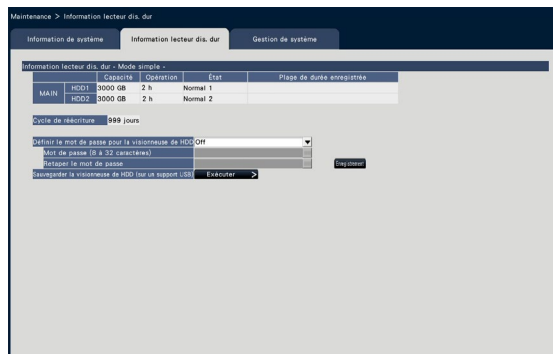 Maintenance > Information lecteur dis. dur
Information de système Information lecteur dis. dur Gestion de système
Information lecteur dis. dur - Mode simple -
Capacité Opération État Plage de durée enregistrée
MAIN HDD1 3000 GB 2 h Normal 1
HDD2 3000 GB 2 h Normal 2
Cycle de réécriture 999 jours
Définir le mot de passe pour la visionneuse de HDD Off
Mot de passe (8 à 32 caractères)
Retaper le mot de passe Enregistrement
Sauvegarder la visionneuse de HDD (sur un support USB) Exécuter >